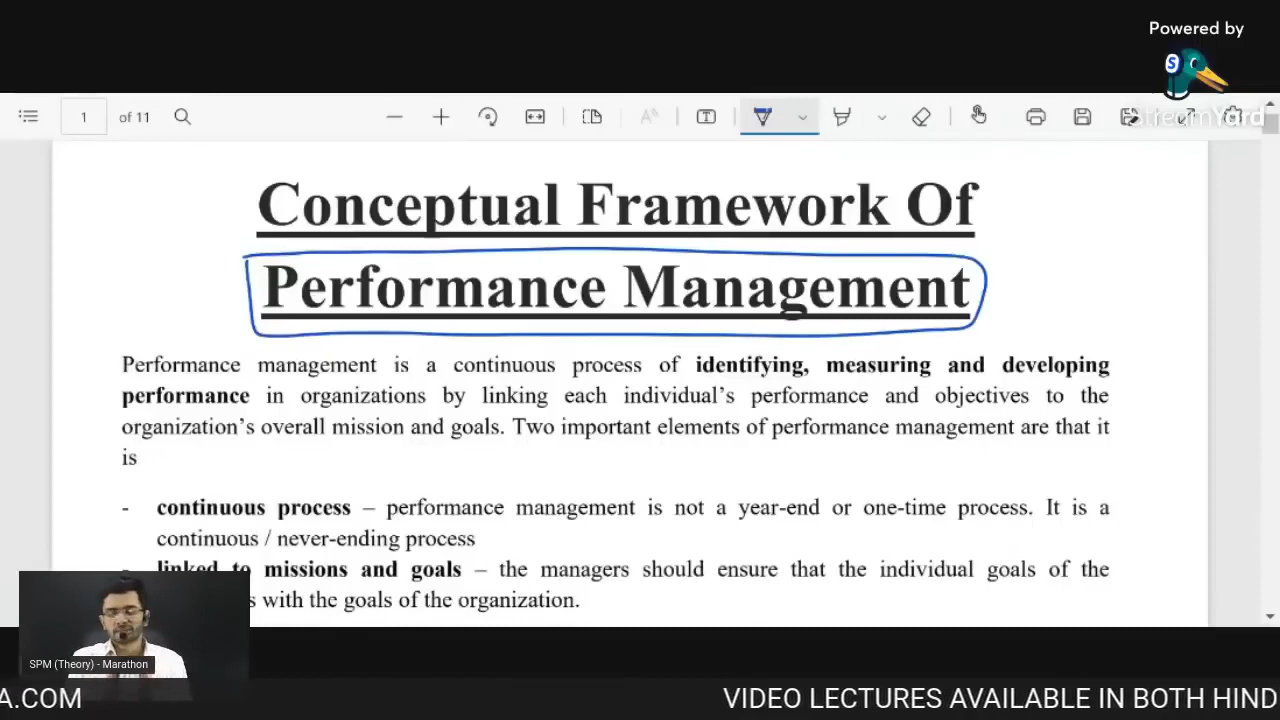 Powered by
S
StreamYard
1 of 11
Conceptual Framework Of
Performance Management
Performance management is a continuous process of identifying, measuring and developing
performance in organizations by linking each individual's performance and objectives to the
organization's overall mission and goals. Two important elements of performance management are that it
is
- continuous process – performance management is not a year-end or one-time process. It is a
continuous / never-ending process
- linked to missions and goals – the managers should ensure that the individual goals of the
s with the goals of the organization.
SPM (Theory) - Marathon
A.COM
VIDEO LECTURES AVAILABLE IN BOTH HIND